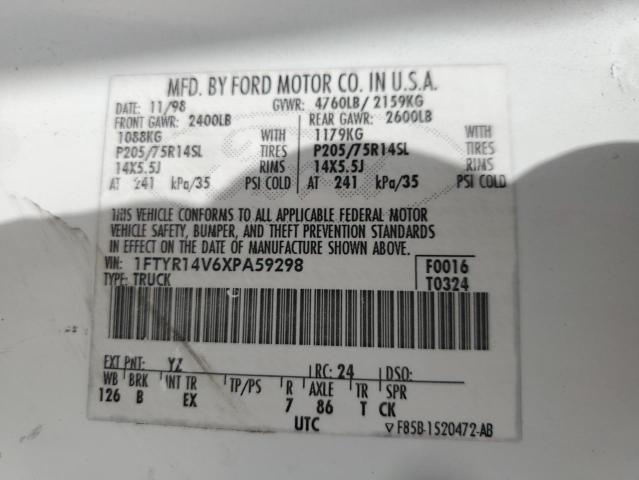 MFD. BY FORD MOTOR CO. IN U.S.A.
DATE: 11/98 GVWR: 4760LB/ 2159KG
FRONT GAWR: 2400LB REAR GAWR: 2600LB
1088KG WITH 1179KG WITH
P205/75R14SL TIRES P205/75R14SL TIRES
14X5.5J RIMS 14X5.5J RIMS
AT 241 kPa/35 PSI COLD AT 241 kPa/35 PSI COLD
THIS VEHICLE CONFORMS TO ALL APPLICABLE FEDERAL MOTOR
VEHICLE SAFETY, BUMPER, AND THEFT PREVENTION STANDARDS
IN EFFECT ON THE DATE OF MANUFACTURE SHOWN ABOVE.
VIN: 1FTYR14V6XPA59298 F0016
TYPE: TRUCK T0324
EXT PNT: YZ RC: 24 DSO:
WB BRK INT TR TP/PS R AXLE TR SPR
126 B EX 7 86 T CK
UTC ▽ F85B-1520472-AB